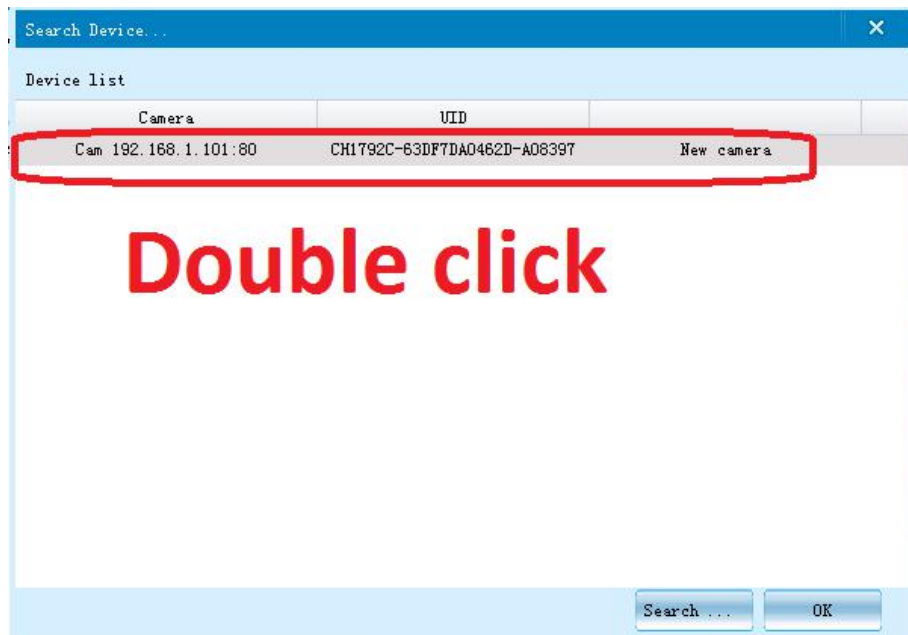 Search Device...
Device list
Camera UID
Cam 192.168.1.101:80 CH1792C-63DF7DA0462D-A08397 New camera
Double click
Search ... OK